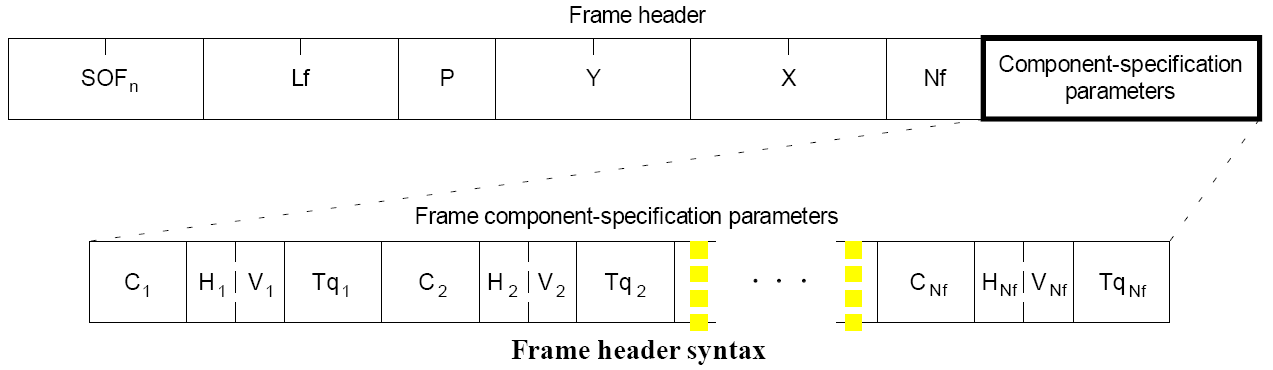 Frame header
SOFn Lf P Y X Nf Component-specification
parameters
Frame component-specification parameters
C1 H1 V1 Tq1 C2 H2 V2 Tq2 . . . CNf HNf VNf TqNf
Frame header syntax